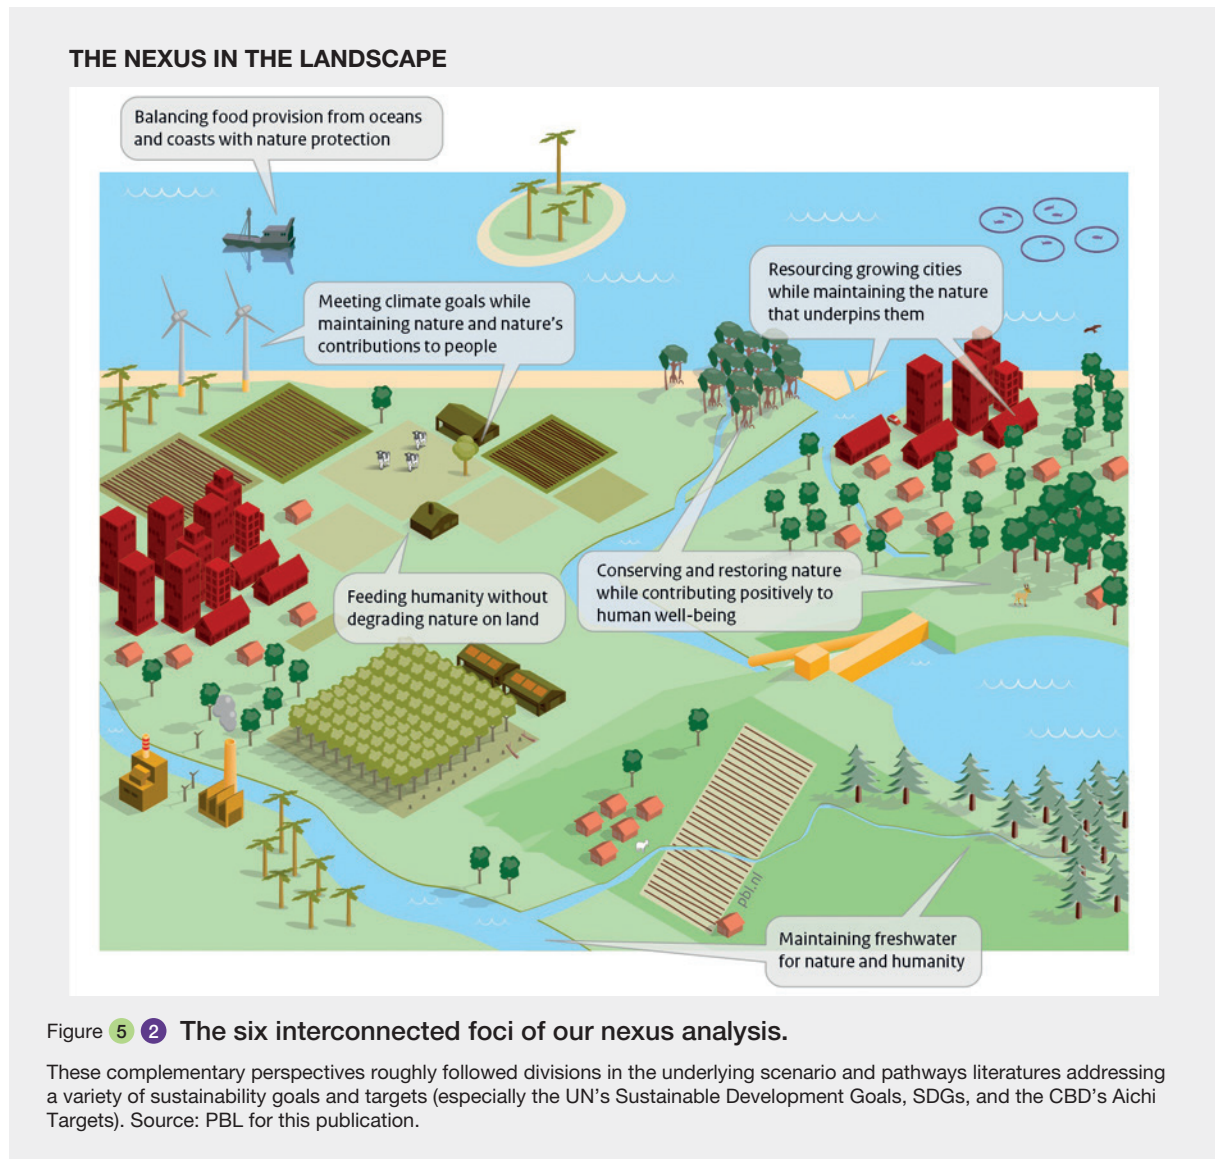 THE NEXUS IN THE LANDSCAPE
Balancing food provision from oceans
and coasts with nature protection
Resourcing growing cities
while maintaining the nature
that underpins them
Meeting climate goals while
maintaining nature and nature's
contributions to people
Conserving and restoring nature
while contributing positively to
human well-being
Feeding humanity without
degrading nature on land
pbl.nl
Maintaining freshwater
for nature and humanity
Figure 5 2 The six interconnected foci of our nexus analysis.
These complementary perspectives roughly followed divisions in the underlying scenario and pathways literatures addressing
a variety of sustainability goals and targets (especially the UN's Sustainable Development Goals, SDGs, and the CBD's Aichi
Targets). Source: PBL for this publication.